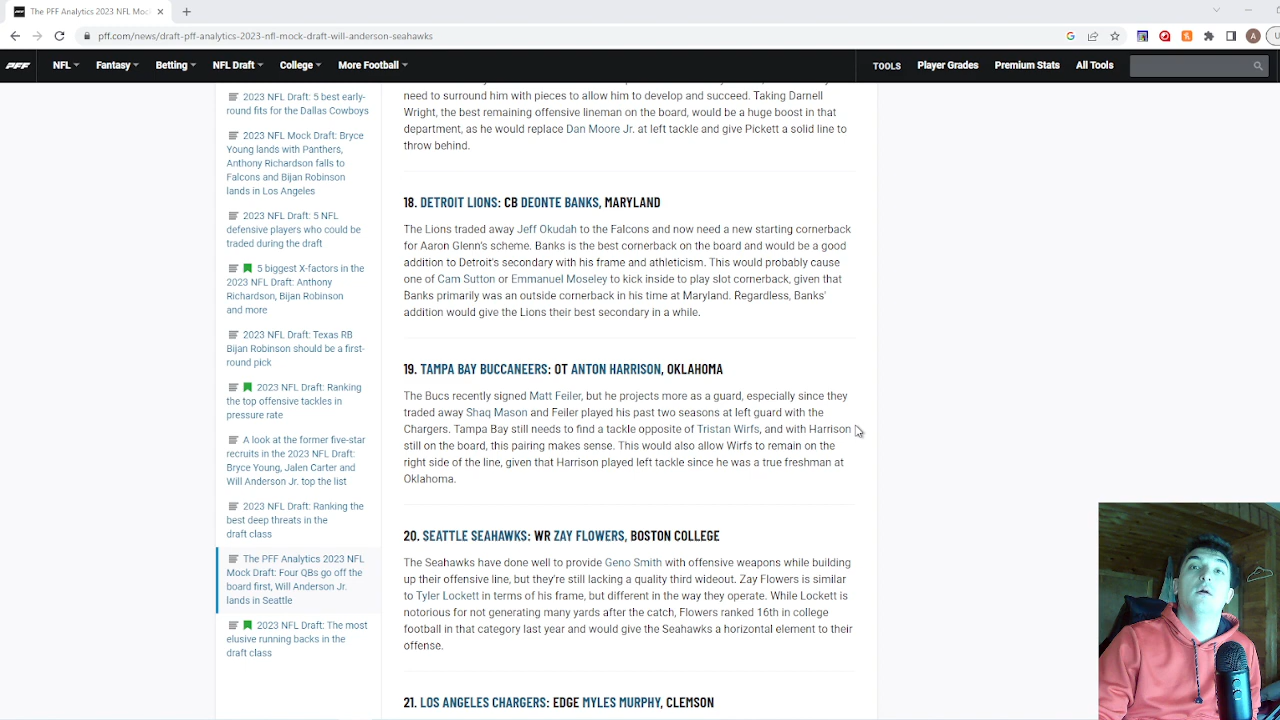 The PFF Analytics 2023 NFL Moc
pff.com/news/draft-pff-analytics-2023-nfl-mock-draft-will-anderson-seahawks
PFF NFL Fantasy Betting NFL Draft College More Football TOOLS Player Grades Premium Stats All Tools
2023 NFL Draft: 5 best early-
round fits for the Dallas Cowboys
2023 NFL Mock Draft: Bryce
Young lands with Panthers,
Anthony Richardson falls to
Falcons and Bijan Robinson
lands in Los Angeles
2023 NFL Draft: 5 NFL
defensive players who could be
traded during the draft
5 biggest X-factors in the
2023 NFL Draft: Anthony
Richardson, Bijan Robinson
and more
2023 NFL Draft: Texas RB
Bijan Robinson should be a first-
round pick
2023 NFL Draft: Ranking
the top offensive tackles in
pressure rate
A look at the former five-star
recruits in the 2023 NFL Draft:
Bryce Young, Jalen Carter and
Will Anderson Jr. top the list
2023 NFL Draft: Ranking the
best deep threats in the
draft class
The PFF Analytics 2023 NFL
Mock Draft: Four QBs go off the
board first, Will Anderson Jr.
lands in Seattle
2023 NFL Draft: The most
elusive running backs in the
draft class
need to surround him with pieces to allow him to develop and succeed. Taking Darnell
Wright, the best remaining offensive lineman on the board, would be a huge boost in that
department, as he would replace Dan Moore Jr. at left tackle and give Pickett a solid line to
throw behind.
18. DETROIT LIONS: CB DEONTE BANKS, MARYLAND
The Lions traded away Jeff Okudah to the Falcons and now need a new starting cornerback
for Aaron Glenn's scheme. Banks is the best cornerback on the board and would be a good
addition to Detroit's secondary with his frame and athleticism. This would probably cause
one of Cam Sutton or Emmanuel Moseley to kick inside to play slot cornerback, given that
Banks primarily was an outside cornerback in his time at Maryland. Regardless, Banks'
addition would give the Lions their best secondary in a while.
19. TAMPA BAY BUCCANEERS: OT ANTON HARRISON, OKLAHOMA
The Bucs recently signed Matt Feiler, but he projects more as a guard, especially since they
traded away Shaq Mason and Feiler played his past two seasons at left guard with the
Chargers. Tampa Bay still needs to find a tackle opposite of Tristan Wirfs, and with Harrison
still on the board, this pairing makes sense. This would also allow Wirfs to remain on the
right side of the line, given that Harrison played left tackle since he was a true freshman at
Oklahoma.
20. SEATTLE SEAHAWKS: WR ZAY FLOWERS, BOSTON COLLEGE
The Seahawks have done well to provide Geno Smith with offensive weapons while building
up their offensive line, but they're still lacking a quality third wideout. Zay Flowers is similar
to Tyler Lockett in terms of his frame, but different in the way they operate. While Lockett is
notorious for not generating many yards after the catch, Flowers ranked 16th in college
football in that category last year and would give the Seahawks a horizontal element to their
offense.
21. LOS ANGELES CHARGERS: EDGE MYLES MURPHY, CLEMSON